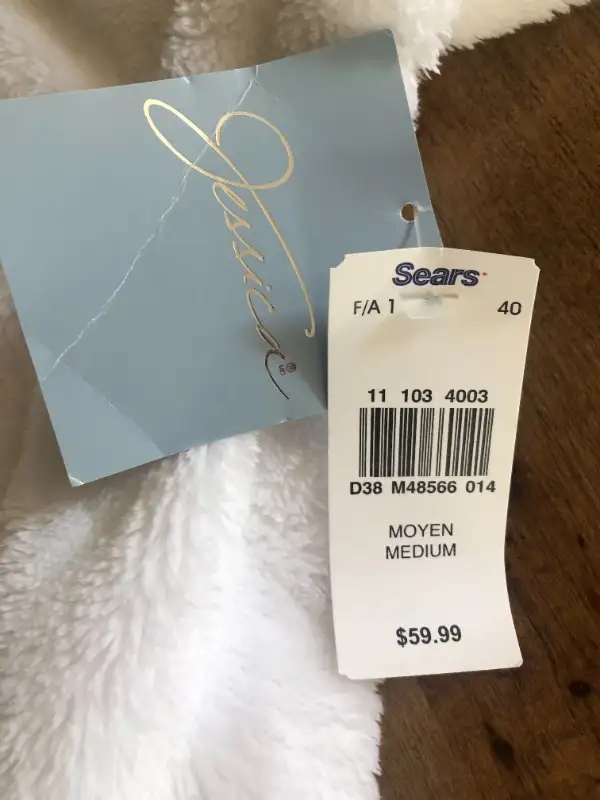 Jessica
Sears
F/A 1 40
11 103 4003
D38 M48566 014
MOYEN
MEDIUM
$59.99